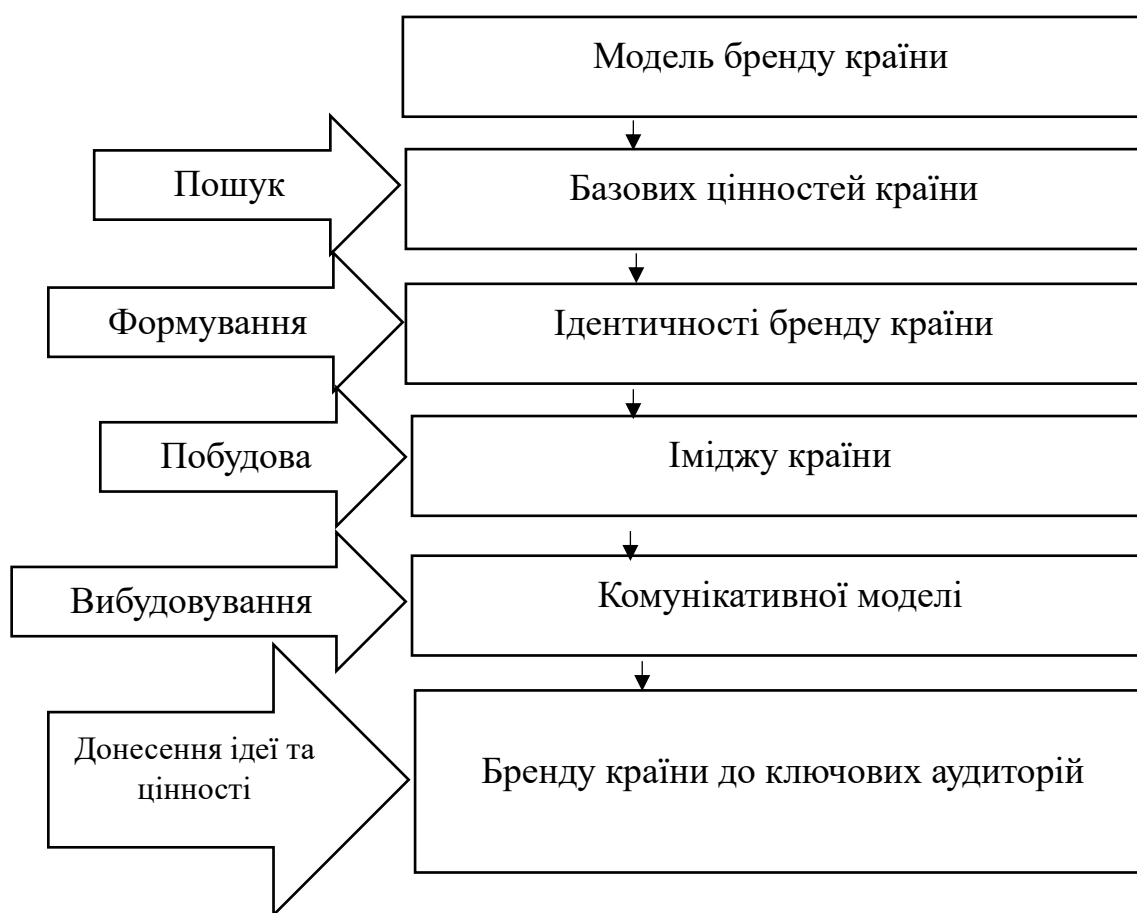 Модель бренду країни
Пошук
Базових цінностей країни
Формування
Ідентичності бренду країни
Побудова
Іміджу країни
Вибудовування
Комунікативної моделі
Донесення ідеї та
цінності
Бренду країни до ключових аудиторій